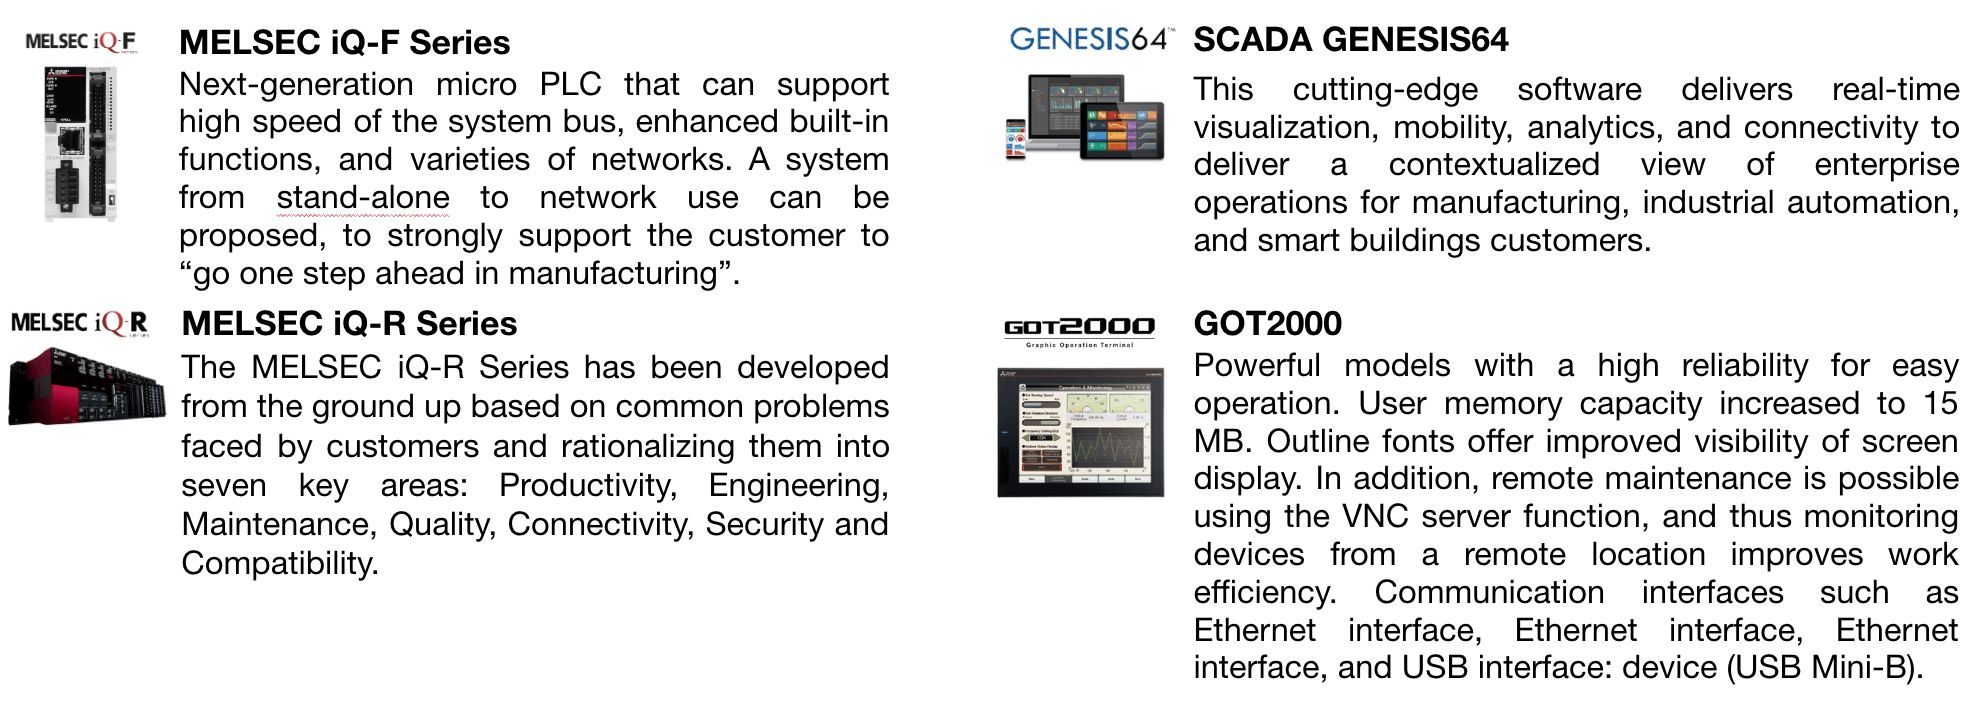 MELSEC iQ-F
series
MELSEC iQ-F Series
Next-generation micro PLC that can support
high speed of the system bus, enhanced built-in
functions, and varieties of networks. A system
from stand-alone to network use can be
proposed, to strongly support the customer to
“go one step ahead in manufacturing”.
MELSEC iQ-R
series
MELSEC iQ-R Series
The MELSEC iQ-R Series has been developed
from the ground up based on common problems
faced by customers and rationalizing them into
seven key areas: Productivity, Engineering,
Maintenance, Quality, Connectivity, Security and
Compatibility.
GENESIS64™
SCADA GENESIS64
This cutting-edge software delivers real-time
visualization, mobility, analytics, and connectivity to
deliver a contextualized view of enterprise
operations for manufacturing, industrial automation,
and smart buildings customers.
GOT2000
Graphic Operation Terminal
Operation & Monitoring
GOT2000
Powerful models with a high reliability for easy
operation. User memory capacity increased to 15
MB. Outline fonts offer improved visibility of screen
display. In addition, remote maintenance is possible
using the VNC server function, and thus monitoring
devices from a remote location improves work
efficiency. Communication interfaces such as
Ethernet interface, Ethernet interface, Ethernet
interface, and USB interface: device (USB Mini-B).